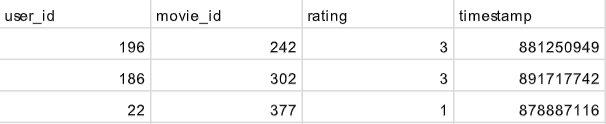 user_id movie_id rating timestamp
196 242 3 881250949
186 302 3 891717742
22 377 1 878887116